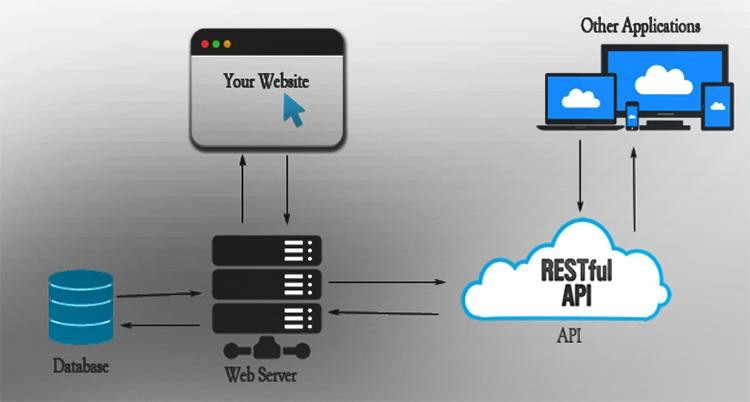 Other Applications
Your Website
RESTful
API
API
Database
Web Server